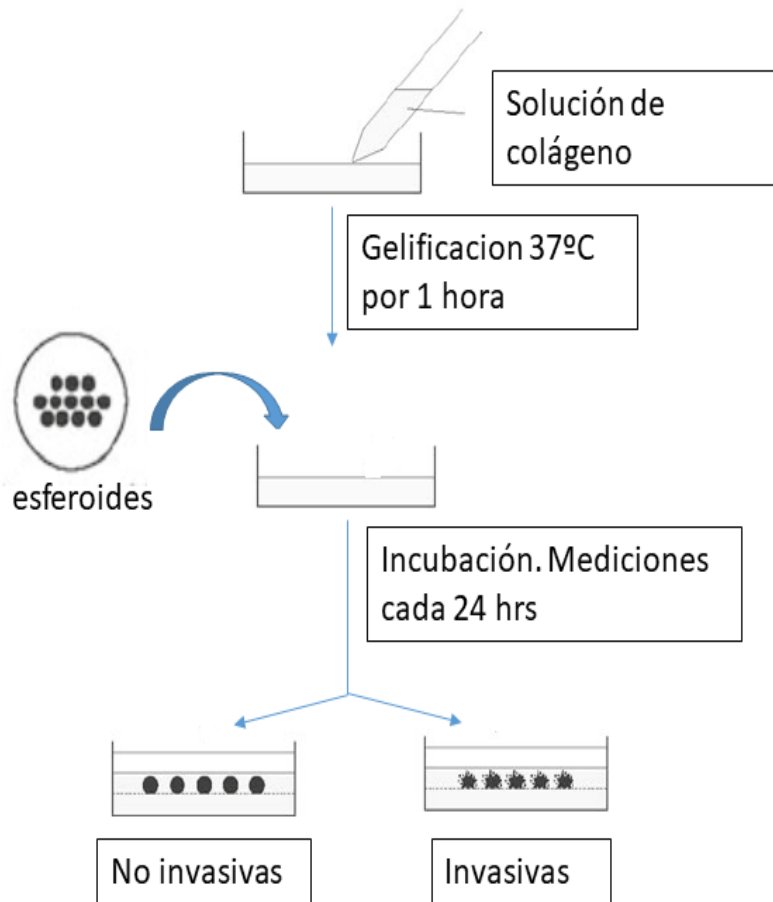 Solución de
colágeno
Gelificacion 37ºC
por 1 hora
esferoides
Incubación. Mediciones
cada 24 hrs
No invasivas
Invasivas